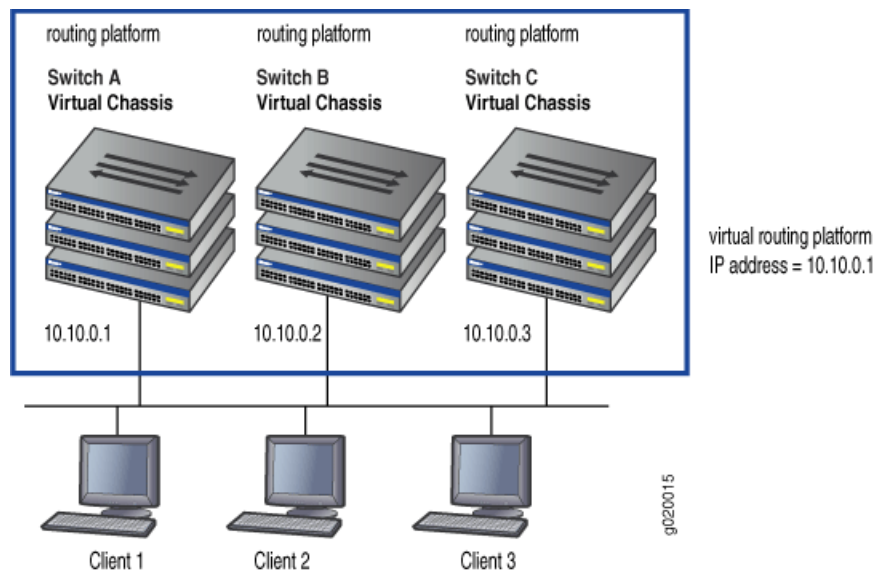 routing platform
routing platform
routing platform
Switch A
Virtual Chassis
Switch B
Virtual Chassis
Switch C
Virtual Chassis
virtual routing platform
IP address = 10.10.0.1
10.10.0.1
10.10.0.2
10.10.0.3
g020015
Client 1
Client 2
Client 3